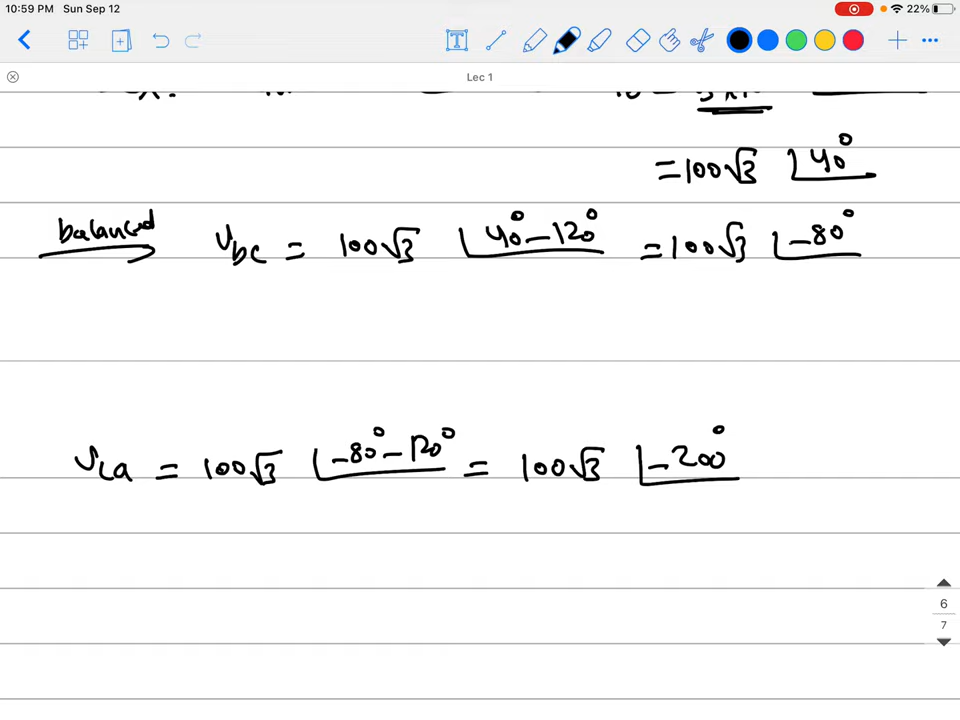 10:59 PM Sun Sep 12 22%
Lec 1
=100√3 ∠40°
balanced V_bc = 100√3 ∠40°-120° =100√3 ∠-80°
V_ca = 100√3 ∠-80°-120° = 100√3 ∠-200°
6
7